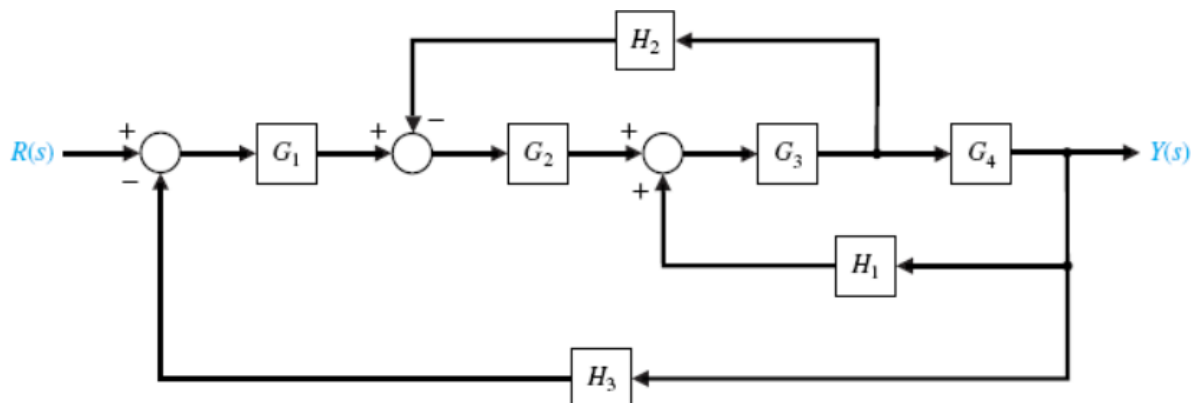 H₂
R(s) + − G₁ + − G₂ + + G₃ G₄ Y(s)
H₁
H₃